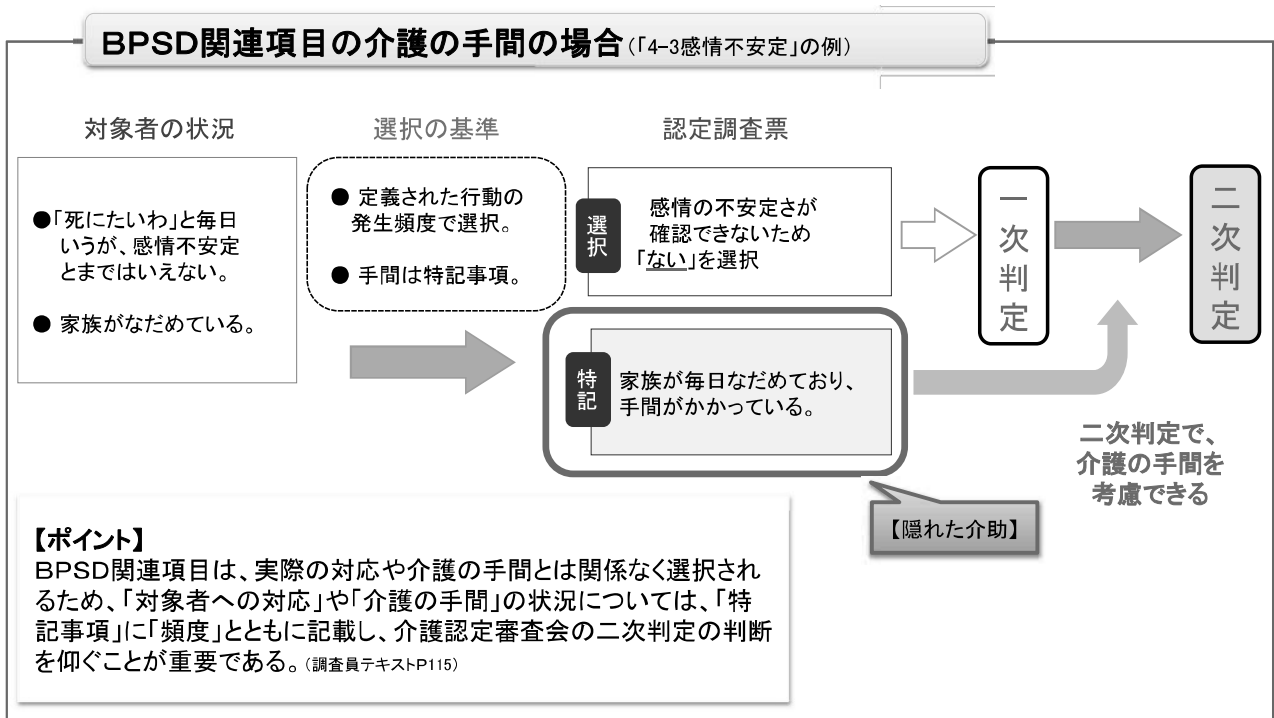 BPSD関連項目の介護の手間の場合(「4-3感情不安定」の例)
対象者の状況
●「死にたいわ」と毎日
いうが、感情不安定
とまではいえない。
● 家族がなだめている。
選択の基準
● 定義された行動の
発生頻度で選択。
● 手間は特記事項。
認定調査票
選択
感情の不安定さが
確認できないため
「ない」を選択
特記
家族が毎日なだめており、
手間がかかっている。
【隠れた介助】
一次判定
二次判定
二次判定で、
介護の手間を
考慮できる
【ポイント】
BPSD関連項目は、実際の対応や介護の手間とは関係なく選択され
るため、「対象者への対応」や「介護の手間」の状況については、「特
記事項」に「頻度」とともに記載し、介護認定審査会の二次判定の判断
を仰ぐことが重要である。(調査員テキストP115)